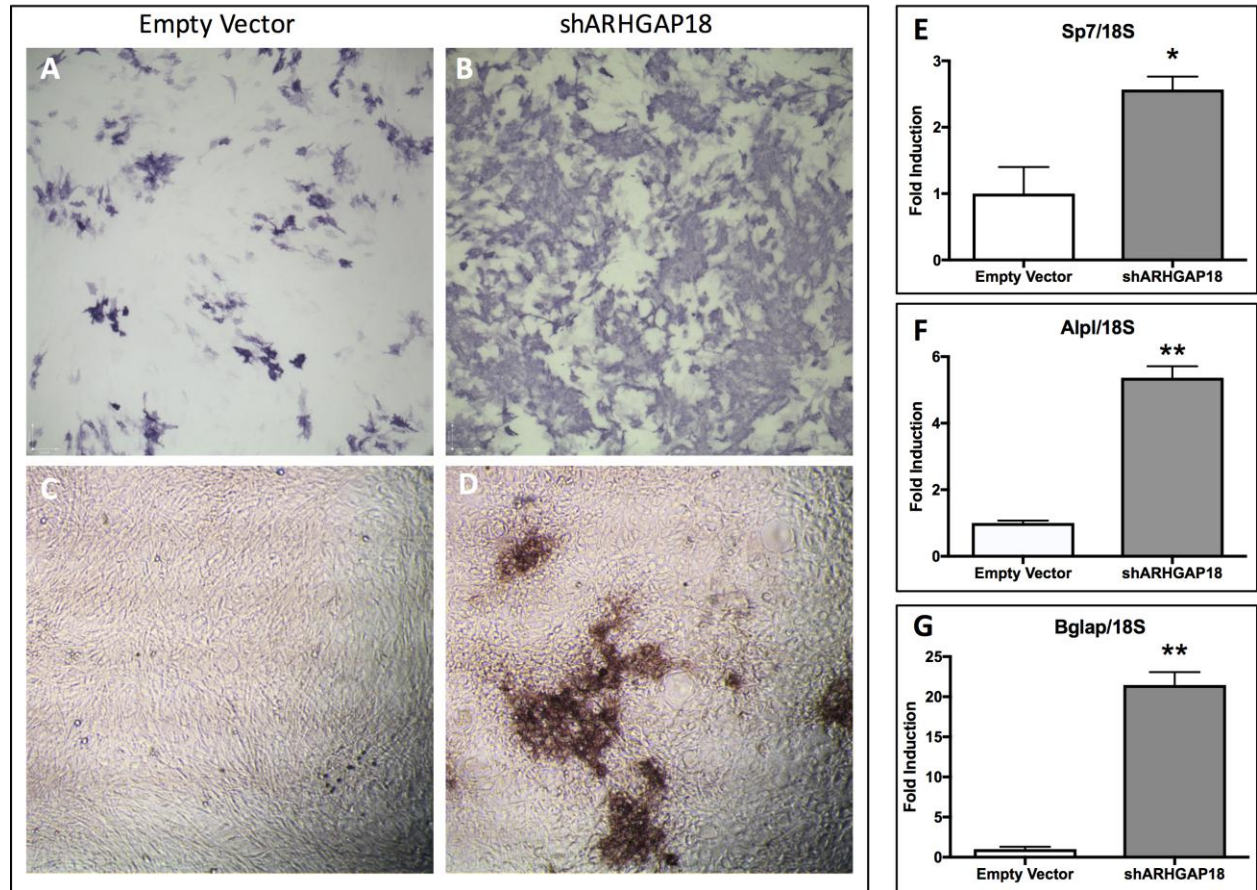 Empty Vector
shARHGAP18
A
B
C
D
E
Sp7/18S
Fold Induction
3
2
1
0
*
Empty Vector
shARHGAP18
F
Alpl/18S
Fold Induction
6
4
2
0
**
Empty Vector
shARHGAP18
G
Bglap/18S
Fold Induction
25
20
15
10
5
0
**
Empty Vector
shARHGAP18